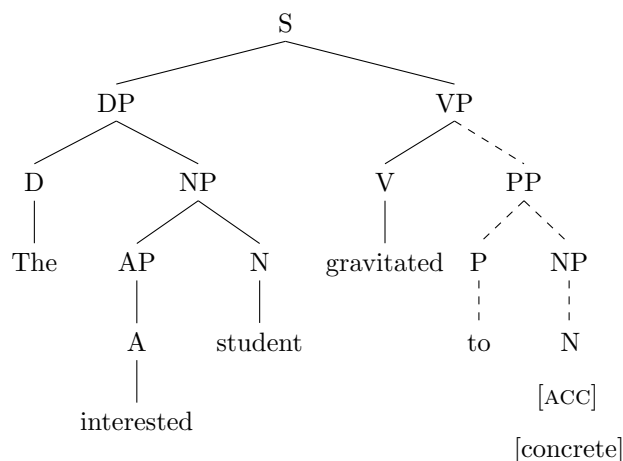 S
DP VP
D NP V PP
The AP N gravitated P NP
A student to N
interested
[ACC]
[concrete]